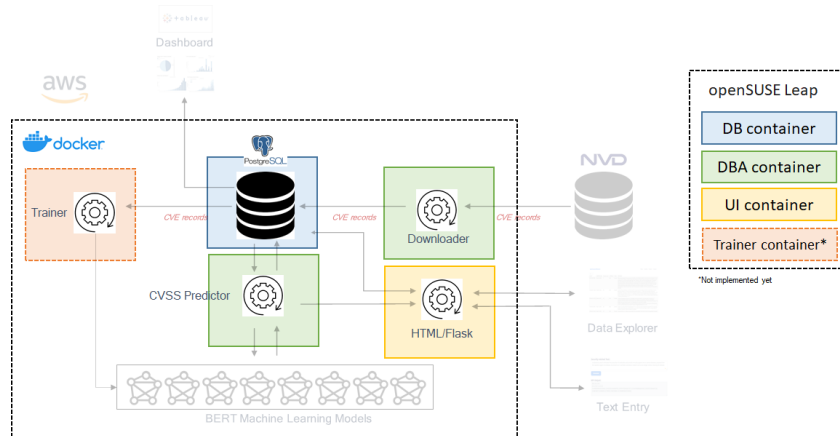 tableau
Dashboard
aws
docker
PostgreSQL
NVD
Trainer
CVE records
CVE records
CVE records
Downloader
CVSS Predictor
HTML/Flask
Data Explorer
Text Entry
BERT Machine Learning Models
openSUSE Leap
DB container
DBA container
UI container
Trainer container*
*Not implemented yet